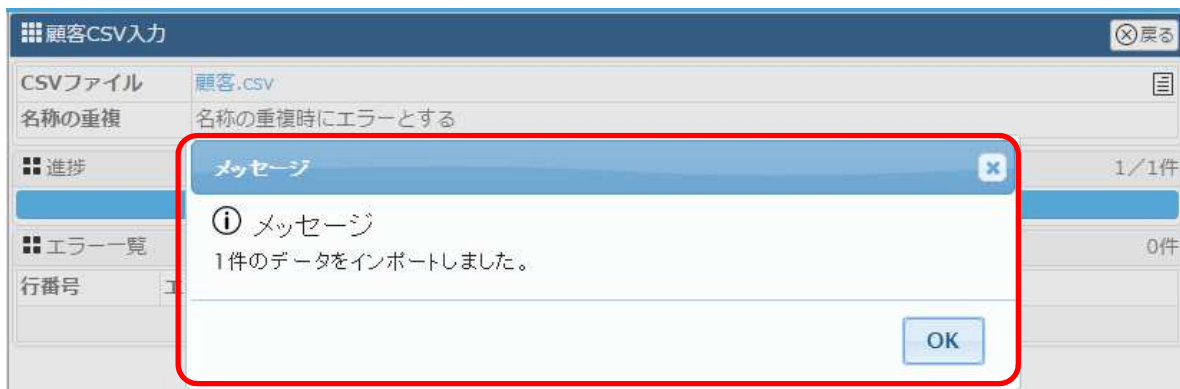 顧客CSV入力
戻る
CSVファイル 顧客.csv
名称の重複 名称の重複時にエラーとする
進捗 1／1件
メッセージ
メッセージ
1件のデータをインポートしました。
エラー一覧 0件
行番号
OK